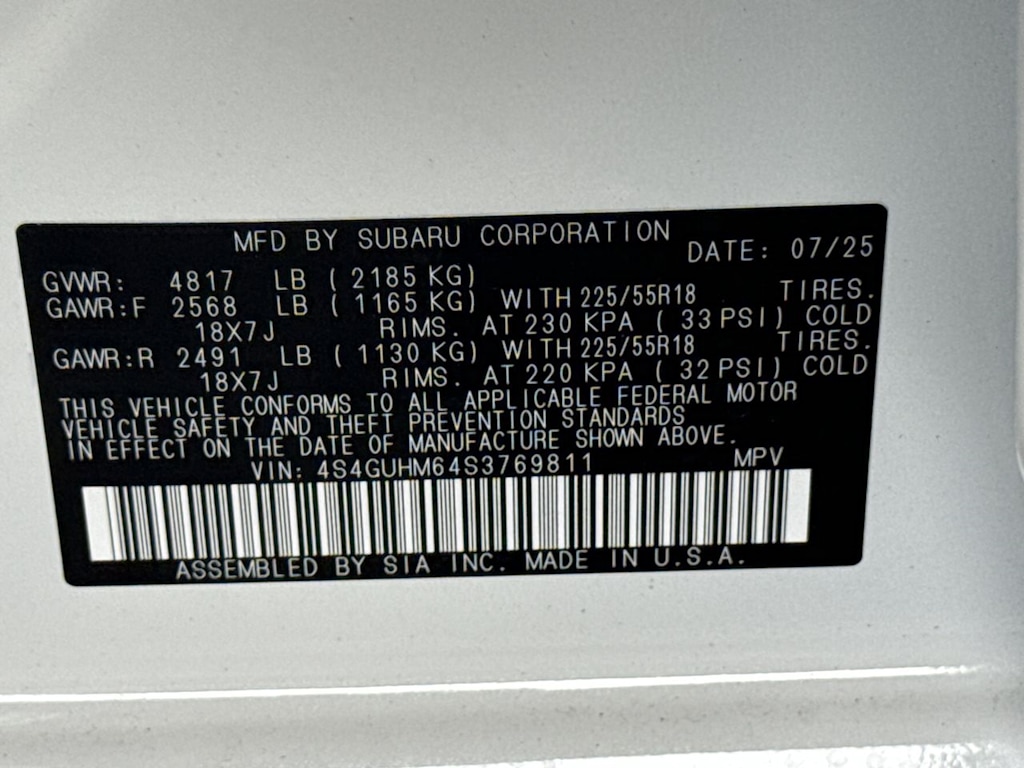 MFD BY SUBARU CORPORATION DATE: 07/25
GVWR: 4817 LB ( 2185 KG)
GAWR:F 2568 LB ( 1165 KG) WITH 225/55R18 TIRES.
18X7J RIMS. AT 230 KPA ( 33 PSI) COLD
GAWR:R 2491 LB ( 1130 KG) WITH 225/55R18 TIRES.
18X7J RIMS. AT 220 KPA ( 32 PSI) COLD
THIS VEHICLE CONFORMS TO ALL APPLICABLE FEDERAL MOTOR
VEHICLE SAFETY AND THEFT PREVENTION STANDARDS
IN EFFECT ON THE DATE OF MANUFACTURE SHOWN ABOVE.
VIN: 4S4GUHM64S3769811 MPV
ASSEMBLED BY SIA INC. MADE IN U.S.A.